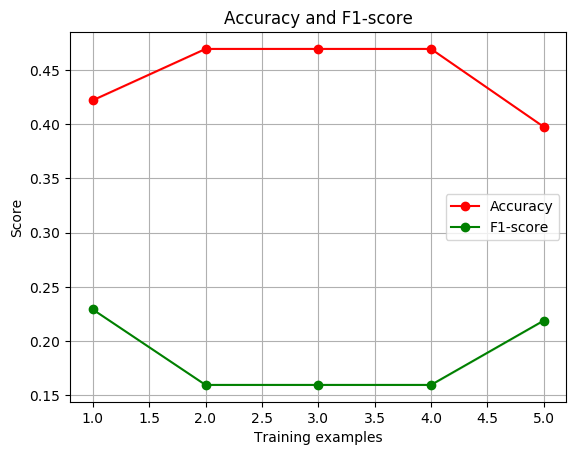 Accuracy and F1-score
0.45
0.40
0.35
0.30
0.25
0.20
0.15
Score
Accuracy
F1-score
1.0 1.5 2.0 2.5 3.0 3.5 4.0 4.5 5.0
Training examples